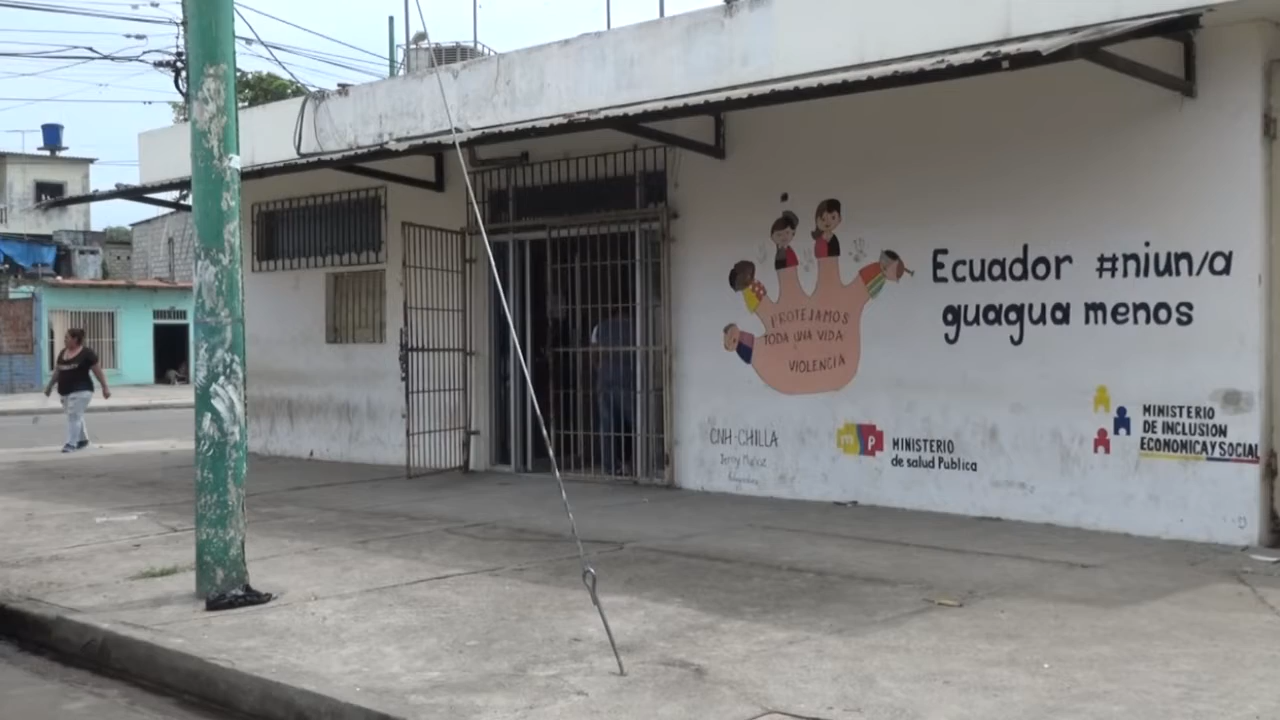 Ecuador #niun/a
guagua menos
PROTEJAMOS
TODA UNA VIDA
VIOLENCIA
CNH-CHILLA
MINISTERIO
de salud Publica
MINISTERIO
DE INCLUSION
ECONOMICA Y SOCIAL